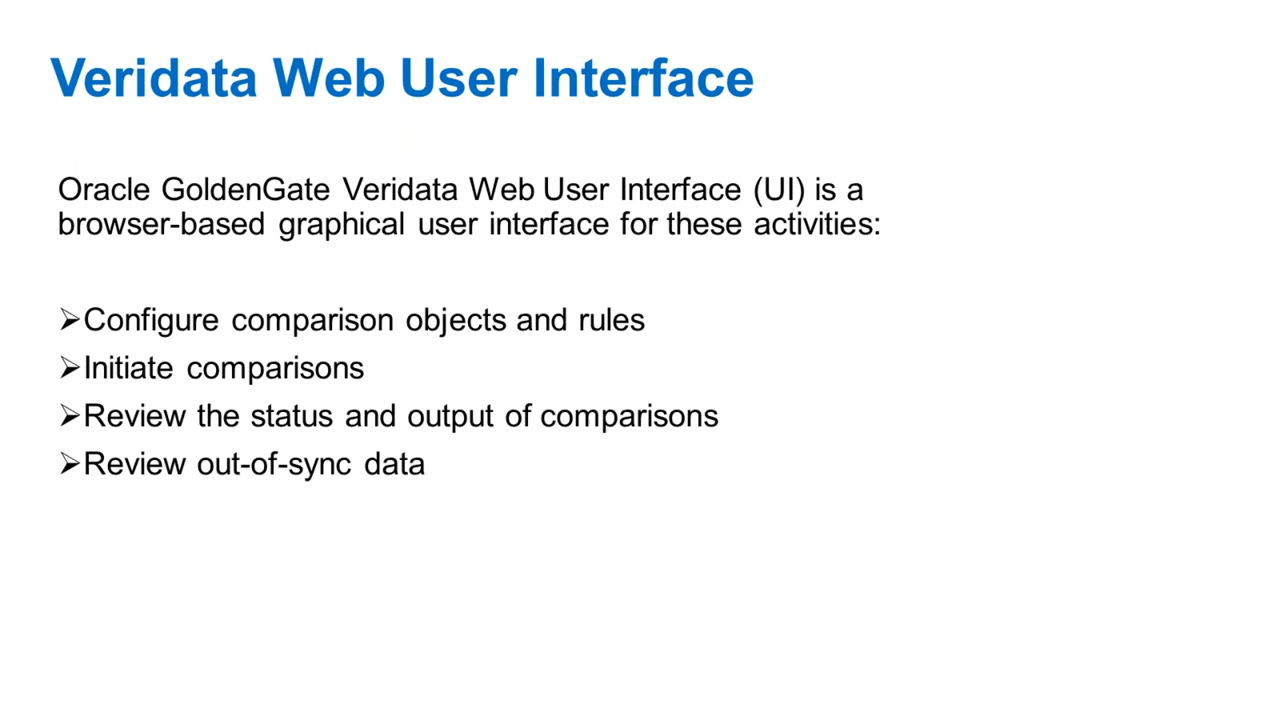 Veridata Web User Interface
Oracle GoldenGate Veridata Web User Interface (UI) is a
browser-based graphical user interface for these activities:
➢Configure comparison objects and rules
➢Initiate comparisons
➢Review the status and output of comparisons
➢Review out-of-sync data